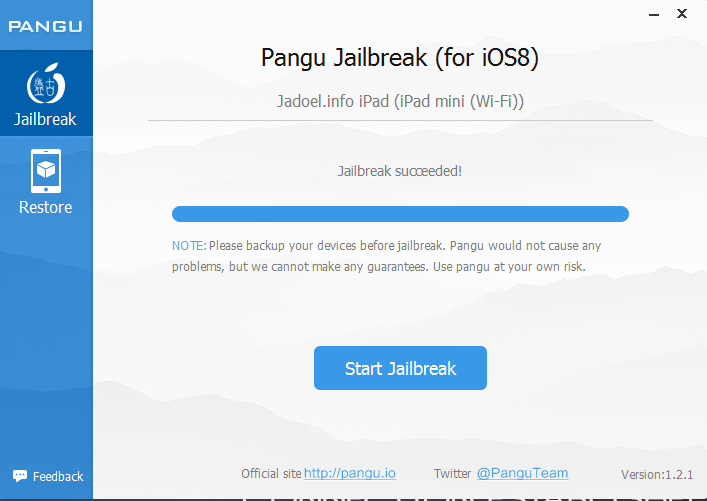 PANGU
Jailbreak
Restore
Feedback
Pangu Jailbreak (for iOS8)
Jadoel.info iPad (iPad mini (Wi-Fi))
Jailbreak succeeded!
NOTE: Please backup your devices before jailbreak. Pangu would not cause any
problems, but we cannot make any guarantees. Use pangu at your own risk.
Start Jailbreak
Official site http://pangu.io Twitter @PanguTeam Version:1.2.1